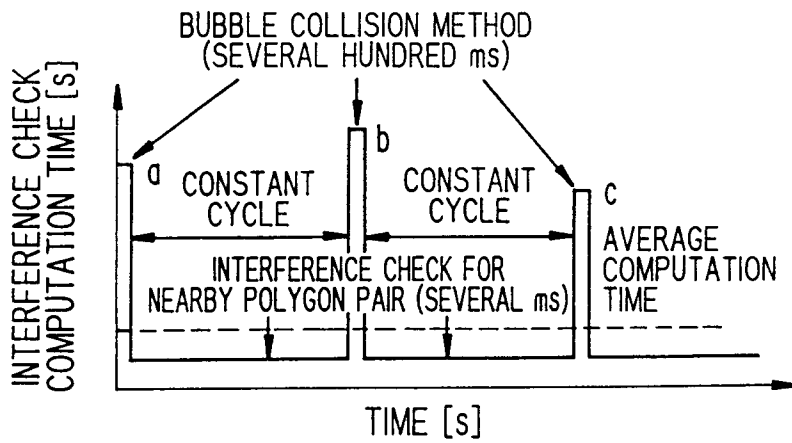 BUBBLE COLLISION METHOD
(SEVERAL HUNDRED ms)
INTERFERENCE CHECK
COMPUTATION TIME [s]
a
b
c
CONSTANT
CYCLE
CONSTANT
CYCLE
AVERAGE
COMPUTATION
TIME
INTERFERENCE CHECK FOR
NEARBY POLYGON PAIR (SEVERAL ms)
TIME [s]